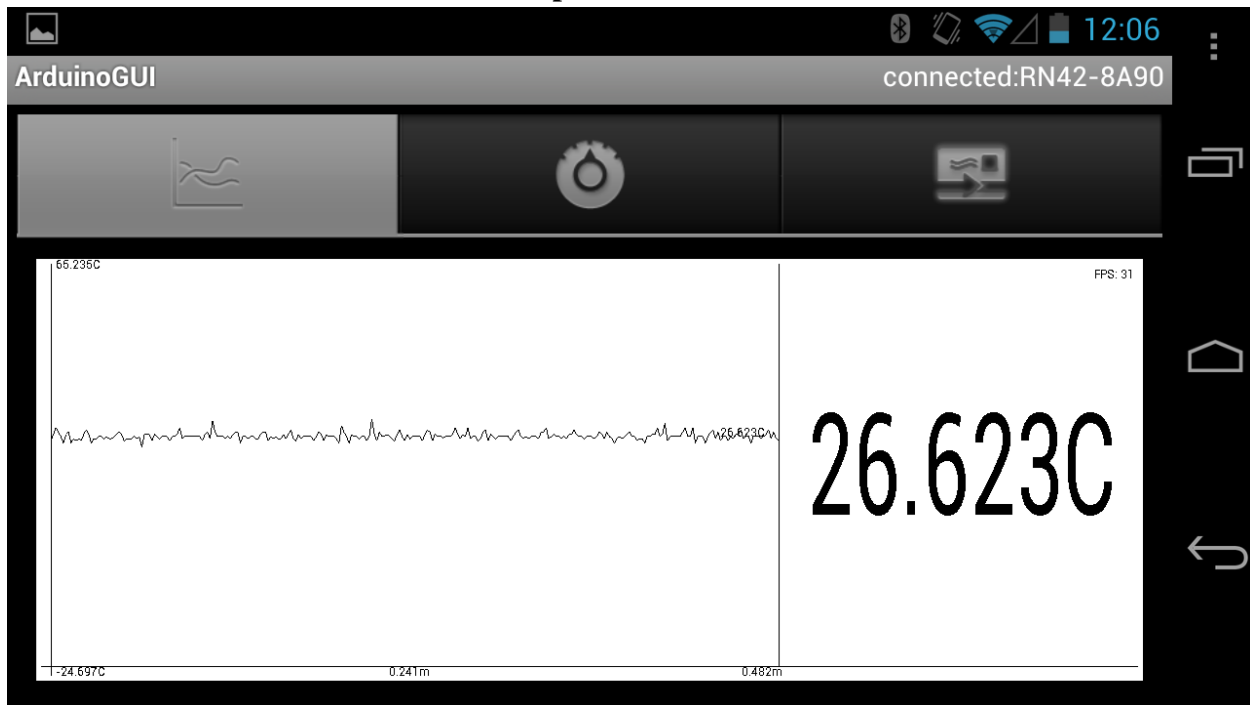 12:06
ArduinoGUI
connected:RN42-8A90
65.235C
FPS: 31
26.623C
26.623C
-24.697C
0.241m
0.482m